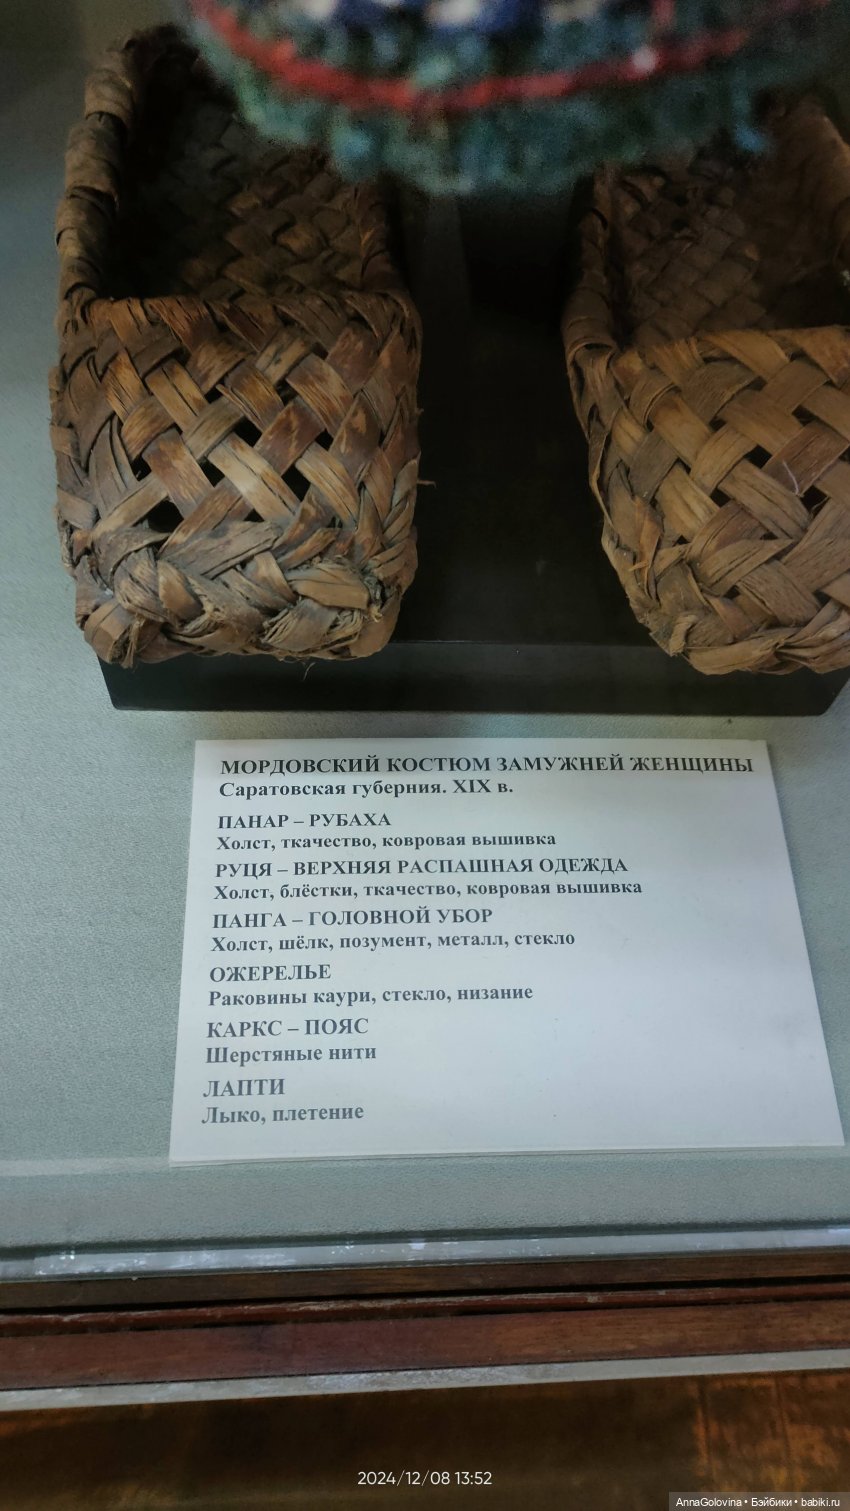 МОРДОВСКИЙ КОСТЮМ ЗАМУЖНЕЙ ЖЕНЩИНЫ
Саратовская губерния. XIX в.
ПАНАР – РУБАХА
Холст, ткачество, ковровая вышивка
РУЦЯ – ВЕРХНЯЯ РАСПАШНАЯ ОДЕЖДА
Холст, блёстки, ткачество, ковровая вышивка
ПАНГА – ГОЛОВНОЙ УБОР
Холст, шёлк, позумент, металл, стекло
ОЖЕРЕЛЬЕ
Раковины каури, стекло, низание
КАРКС – ПОЯС
Шерстяные нити
ЛАПТИ
Лыко, плетение
2024/12/08 13:52
AnnaGolovina • Бэйбики • babiki.ru